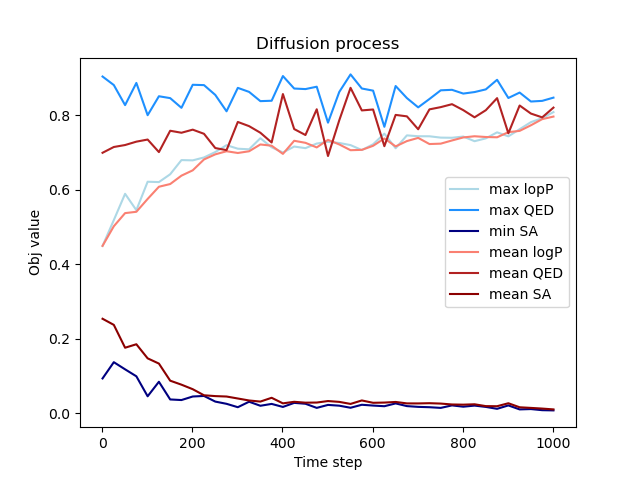 Diffusion process
Obj value
0.8
0.6
0.4
0.2
0.0
max lopP
max QED
min SA
mean logP
mean QED
mean SA
0 200 400 600 800 1000
Time step